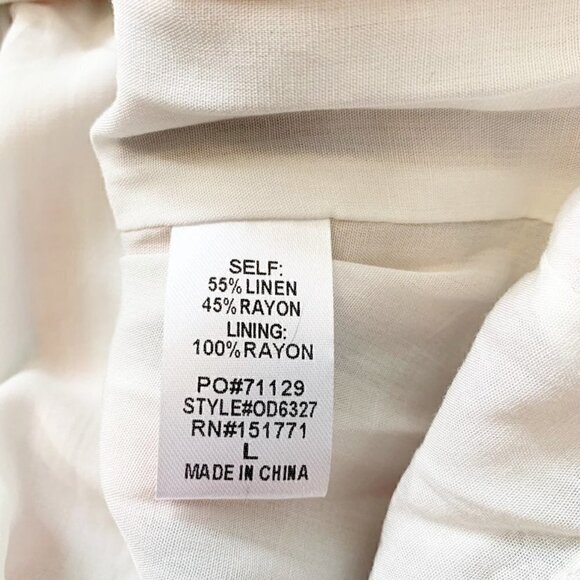 SELF:
55% LINEN
45% RAYON
LINING:
100% RAYON
PO#71129
STYLE#OD6327
RN#151771
L
MADE IN CHINA